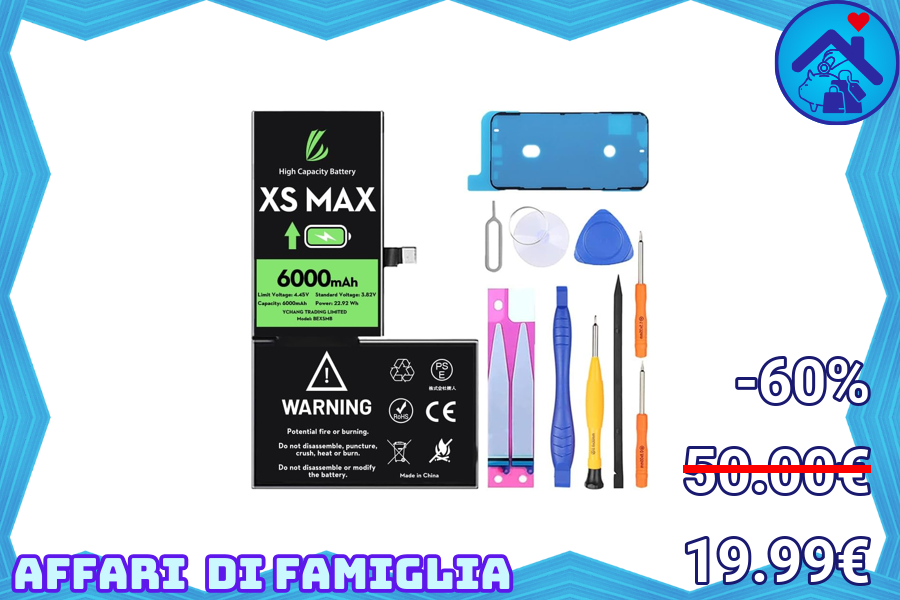 High Capacity Battery
XS MAX
6000mAh
Limit Voltage: 4.45V Standard Voltage: 3.82V
Capacity: 6000mAh Power: 22.92 Wh
YCHANG TRADING LIMITED
Model: BEXSMB
WARNING
Potential fire or burning.
Do not disassemble, puncture,
crush, heat or burn.
Do not disassemble or modify
the battery.
PS
E
RoHS
CE
Made in China
-60%
50.00€
19.99€
AFFARI DI FAMIGLIA